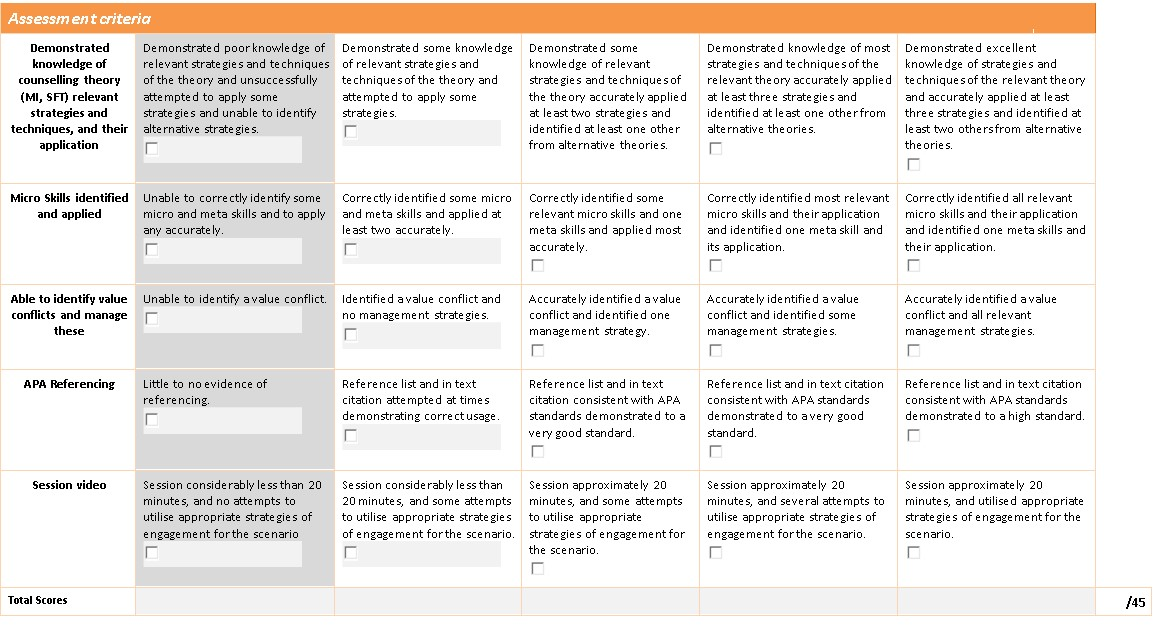 Assessment criteria
Demonstrated
knowledge of
counselling theory
(MI, SFT) relevant
strategies and
techniques, and their
application
Demonstrated poor knowledge of
relevant strategies and techniques
of the theory and unsuccessfully
attempted to apply some
strategies and unable to identify
alternative strategies.
Demonstrated some knowledge
of relevant strategies and
techniques of the theory and
attempted to apply some
strategies.
Demonstrated some
knowledge of relevant
strategies and techniques of
the theory accurately applied
at least two strategies and
identified at least one other
from alternative theories.
Demonstrated knowledge of most
strategies and techniques of the
relevant theory accurately applied
at least three strategies and
identified at least one other from
alternative theories.
Demonstrated excellent
knowledge of strategies and
techniques of the relevant theory
and accurately applied at least
three strategies and identified at
least two others from alternative
theories.
Micro Skills identified
and applied
Unable to correctly identify some
micro and meta skills and to apply
any accurately.
Correctly identified some micro
and meta skills and applied at
least two accurately.
Correctly identified some
relevant micro skills and one
meta skills and applied most
accurately.
Correctly identified most relevant
micro skills and their application
and identified one meta skill and
its application.
Correctly identified all relevant
micro skills and their application
and identified one meta skills and
their application.
Able to identify value
conflicts and manage
these
Unable to identify a value conflict.
Identified a value conflict and
no management strategies.
Accurately identified a value
conflict and identified one
management strategy.
Accurately identified a value
conflict and identified some
management strategies.
Accurately identified a value
conflict and all relevant
management strategies.
APA Referencing
Little to no evidence of
referencing.
Reference list and in text
citation attempted at times
demonstrating correct usage.
Reference list and in text
citation consistent with APA
standards demonstrated to a
very good standard.
Reference list and in text citation
consistent with APA standards
demonstrated to a very good
standard.
Reference list and in text citation
consistent with APA standards
demonstrated to a high standard.
Session video
Session considerably less than 20
minutes, and no attempts to
utilise appropriate strategies of
engagement for the scenario
Session considerably less than
20 minutes, and some attempts
to utilise appropriate strategies
of engagement for the scenario.
Session approximately 20
minutes, and some attempts
to utilise appropriate
strategies of engagement for
the scenario.
Session approximately 20
minutes, and several attempts to
utilise appropriate strategies of
engagement for the scenario.
Session approximately 20
minutes, and utilised appropriate
strategies of engagement for the
scenario.
Total Scores
/45